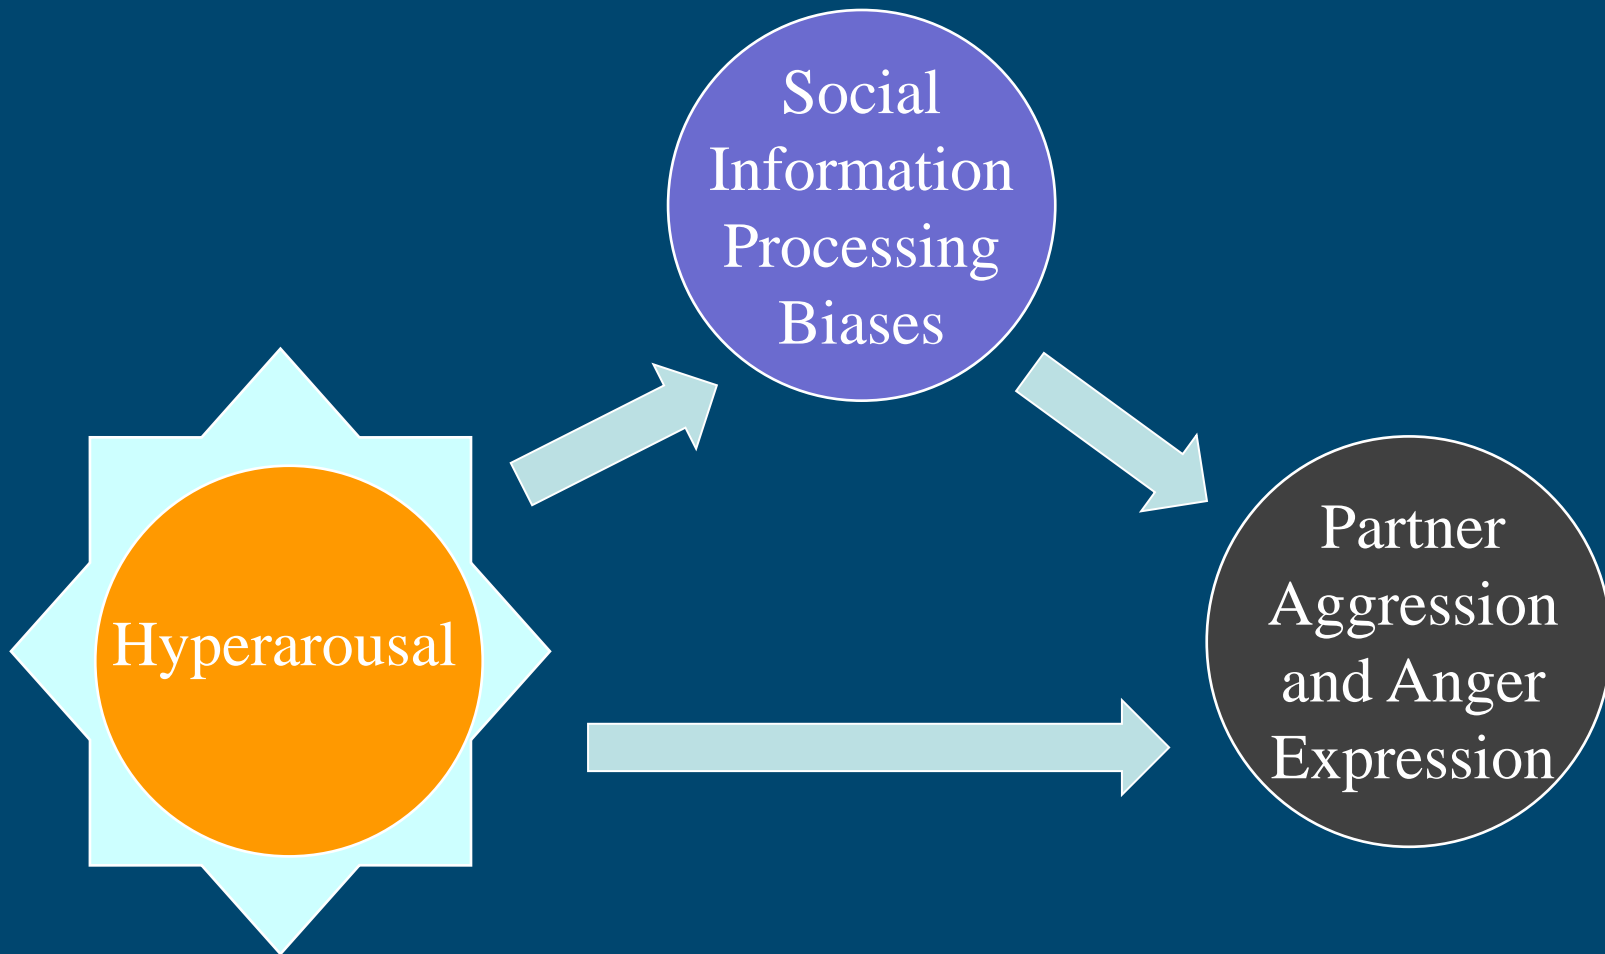 Social
Information
Processing
Biases
Hyperarousal
Partner
Aggression
and Anger
Expression